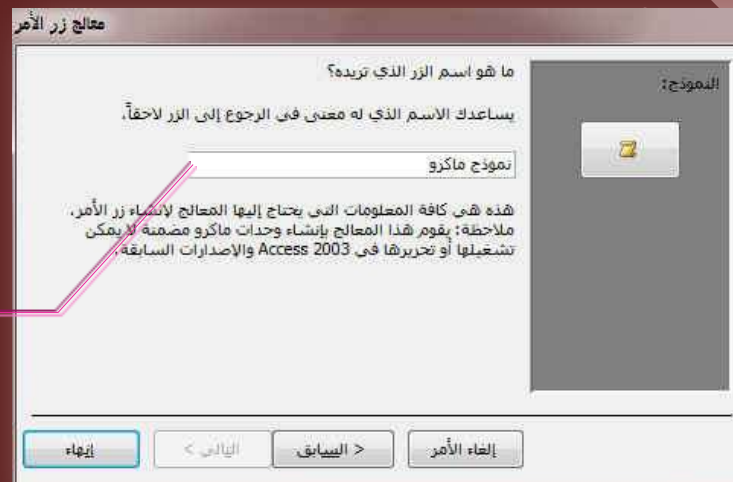 معالج زر الأمر
النموذج:
ما هو اسم الزر الذي تريده؟
يساعدك الاسم الذي له معنى في الرجوع إلى الزر لاحقاً.
نموذج ماكرو
هذه هي كافة المعلومات التي يحتاج إليها المعالج لإنشاء زر الأمر.
ملاحظة: يقوم هذا المعالج بإنشاء وحدات ماكرو مضمنة لا يمكن
تشغيلها أو تحريرها في Access 2003 والإصدارات السابقة.
إلغاء الأمر
< السابق
التالي >
إنهاء